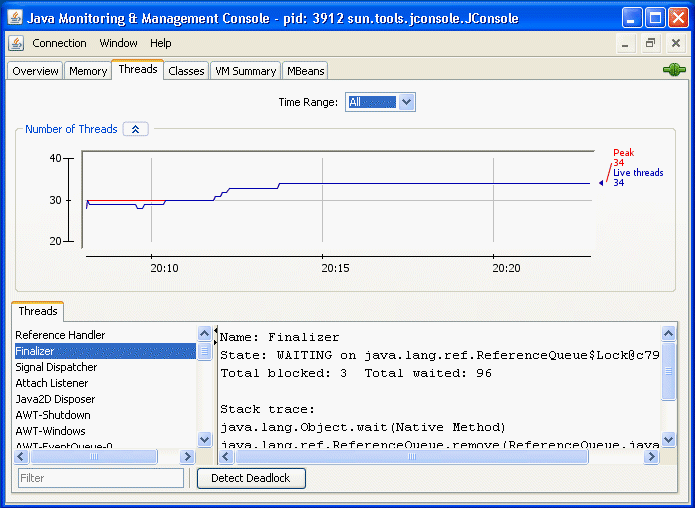 Java Monitoring & Management Console - pid: 3912 sun.tools.jconsole.JConsole
Connection Window Help
Overview Memory Threads Classes VM Summary MBeans
Time Range: All
Number of Threads
40
30
20
Peak
34
Live threads
34
20:10 20:15 20:20
Threads
Reference Handler
Finalizer
Signal Dispatcher
Attach Listener
Java2D Disposer
AWT-Shutdown
AWT-Windows
AWT-EventQueue-0
Name: Finalizer
State: WAITING on java.lang.ref.ReferenceQueue$Lock@c79
Total blocked: 3 Total waited: 96
Stack trace:
java.lang.Object.wait(Native Method)
java.lang.ref.ReferenceQueue.remove(ReferenceQueue.java
Filter
Detect Deadlock